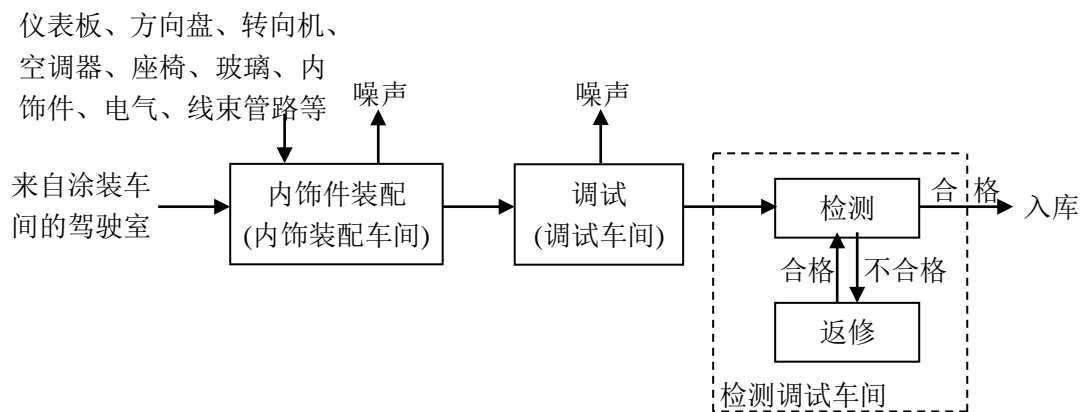 仪表板、方向盘、转向机、
空调器、座椅、玻璃、内
饰件、电气、线束管路等
噪声
噪声
来自涂装车
间的驾驶室
内饰件装配
(内饰装配车间)
调试
(调试车间)
检测
合格
入库
合格
不合格
返修
检测调试车间